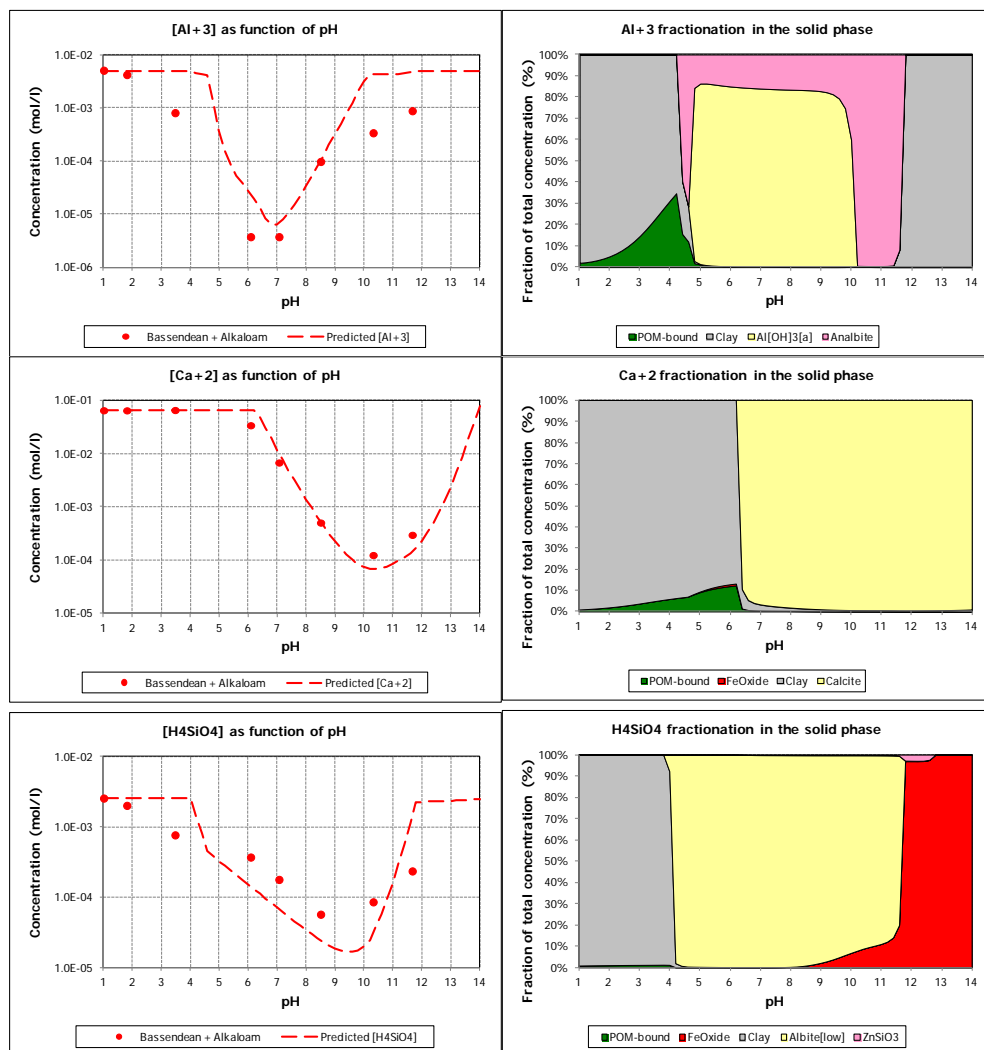 [Al+3] as function of pH
Concentration (mol/l)
1.0E-02
1.0E-03
1.0E-04
1.0E-05
1.0E-06
1 2 3 4 5 6 7 8 9 10 11 12 13 14
pH
Bassendean + Alkaloam Predicted [Al+3]
Al+3 fractionation in the solid phase
Fraction of total concentration (%)
100%
90%
80%
70%
60%
50%
40%
30%
20%
10%
0%
1 2 3 4 5 6 7 8 9 10 11 12 13 14
pH
POM-bound Clay Al[OH]3[a] Analbite
[Ca+2] as function of pH
Concentration (mol/l)
1.0E-01
1.0E-02
1.0E-03
1.0E-04
1.0E-05
1 2 3 4 5 6 7 8 9 10 11 12 13 14
pH
Bassendean + Alkaloam Predicted [Ca+2]
Ca+2 fractionation in the solid phase
Fraction of total concentration (%)
100%
90%
80%
70%
60%
50%
40%
30%
20%
10%
0%
1 2 3 4 5 6 7 8 9 10 11 12 13 14
pH
POM-bound FeOxide Clay Calcite
[H4SiO4] as function of pH
Concentration (mol/l)
1.0E-02
1.0E-03
1.0E-04
1.0E-05
1 2 3 4 5 6 7 8 9 10 11 12 13 14
pH
Bassendean + Alkaloam Predicted [H4SiO4]
H4SiO4 fractionation in the solid phase
Fraction of total concentration (%)
100%
90%
80%
70%
60%
50%
40%
30%
20%
10%
0%
1 2 3 4 5 6 7 8 9 10 11 12 13 14
pH
POM-bound FeOxide Clay Albite[low] ZnSiO3